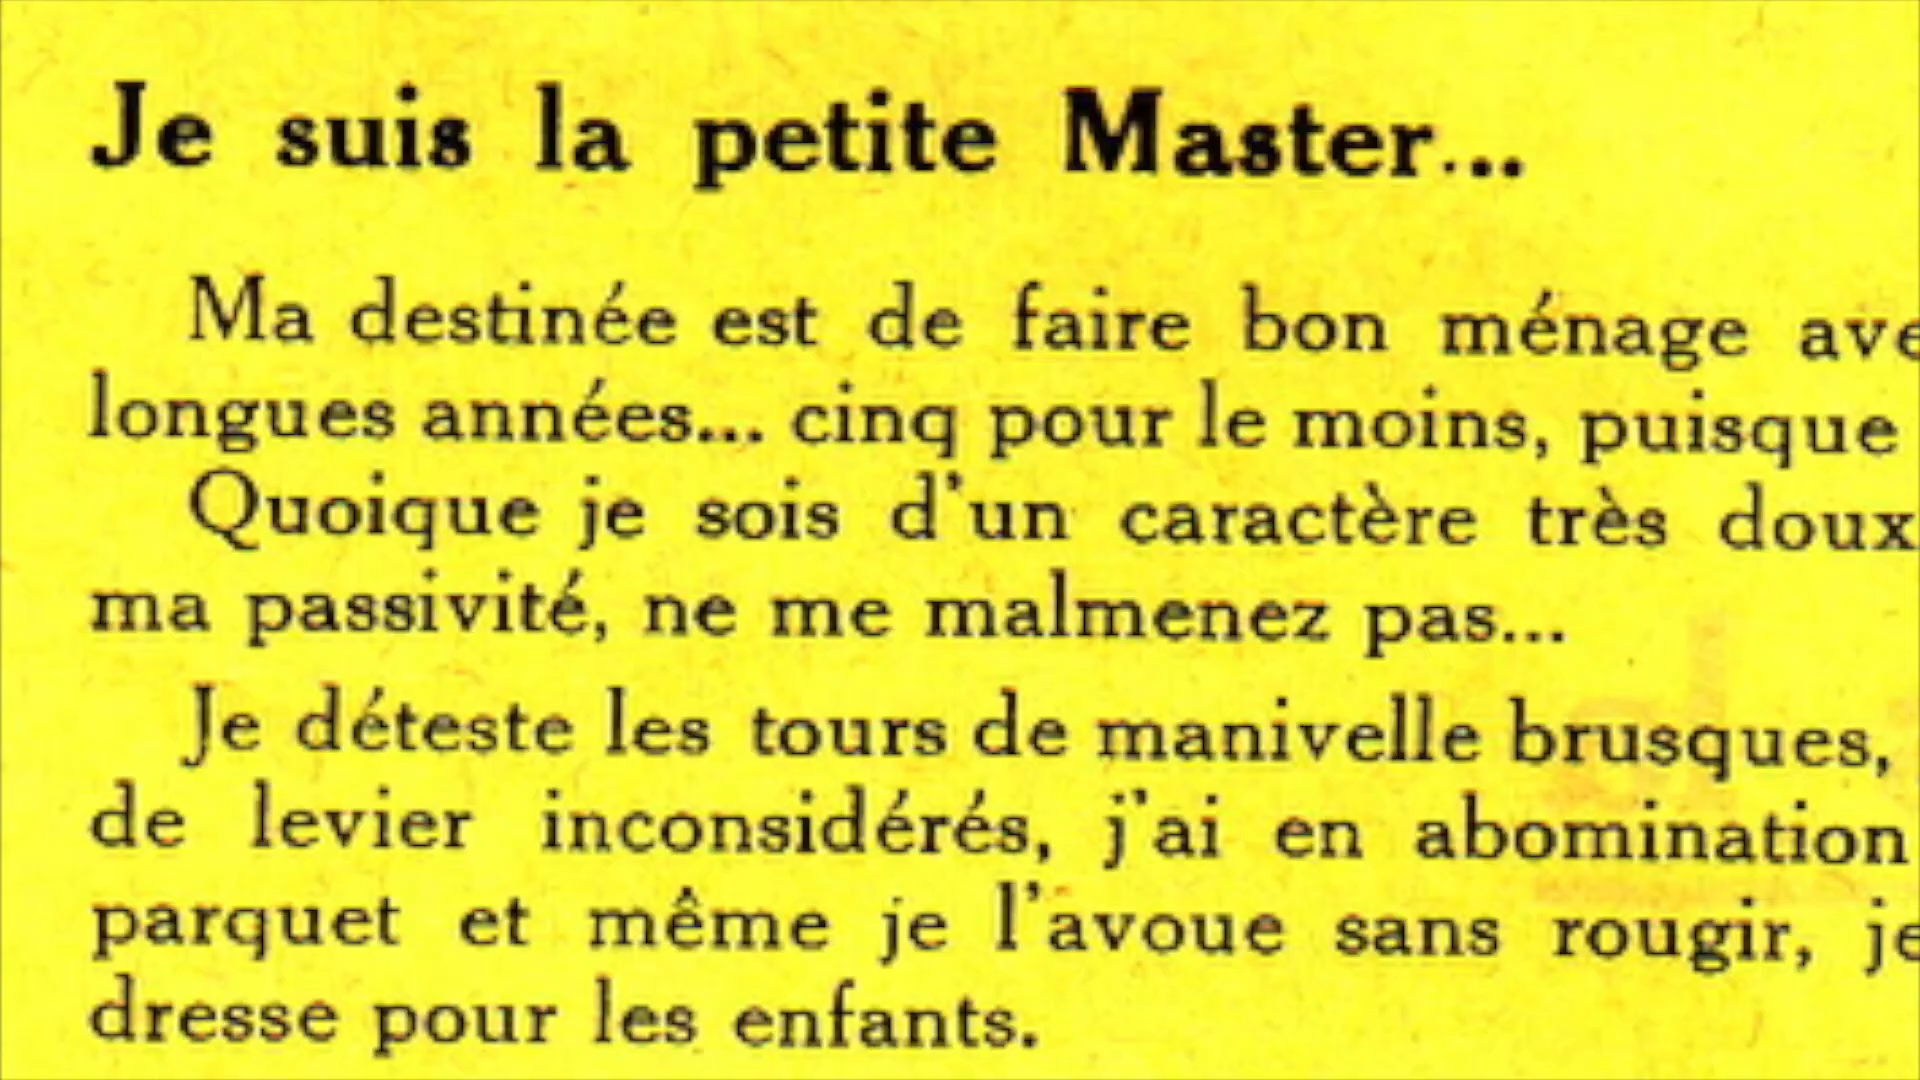 Je suis la petite Master...
Ma destinée est de faire bon ménage ave
longues années... cinq pour le moins, puisque
Quoique je sois d'un caractère très doux
ma passivité, ne me malmenez pas...
Je déteste les tours de manivelle brusques,
de levier inconsidérés, j'ai en abomination
parquet et même je l'avoue sans rougir, je
dresse pour les enfants.